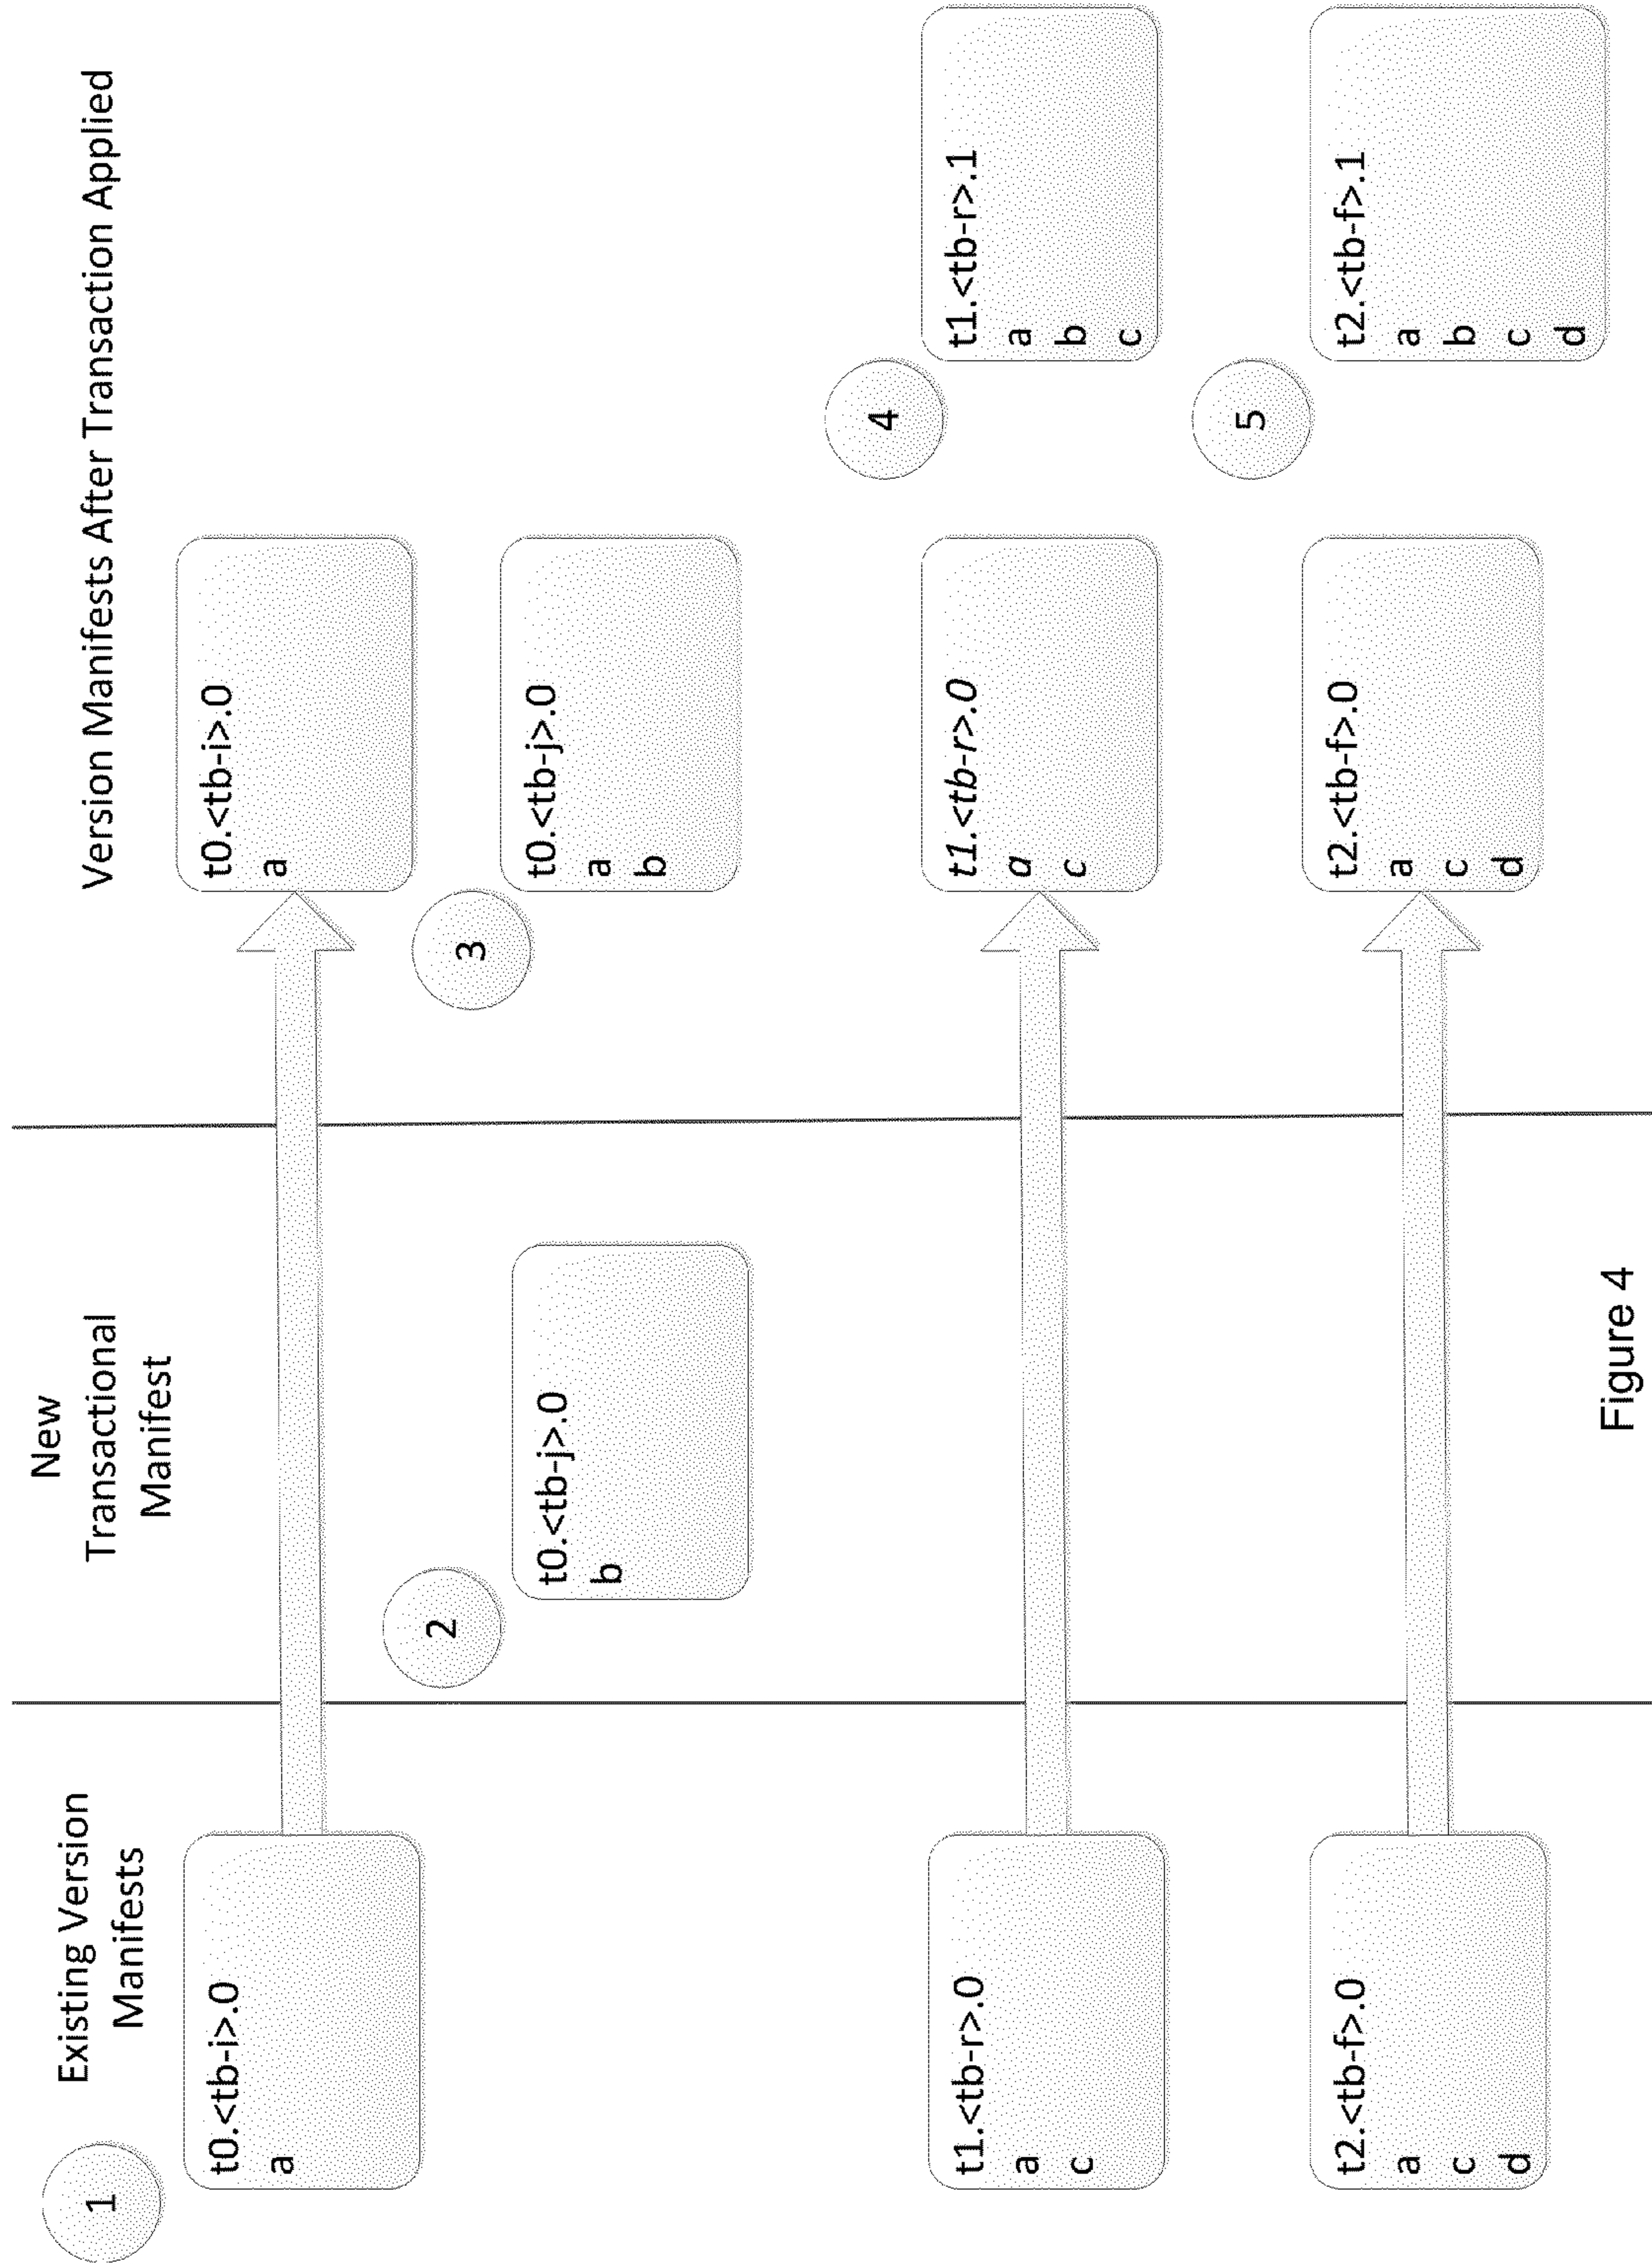 1
Existing Version
Manifests
New
Transactional
Manifest
Version Manifests After Transaction Applied
t0.<tb-i>.0
a
t0.<tb-i>.0
a
2
t0.<tb-j>.0
b
3
t0.<tb-j>.0
a
b
t1.<tb-r>.0
a
c
t1.<tb-r>.0
a
c
4
t1.<tb-r>.1
a
b
c
t2.<tb-f>.0
a
c
d
t2.<tb-f>.0
a
c
d
5
t2.<tb-f>.1
a
b
c
d
Figure 4